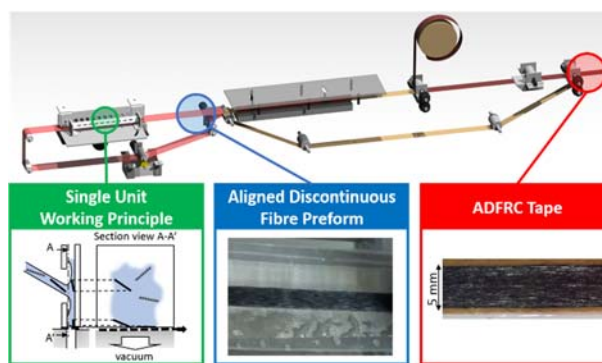 Single Unit
Working Principle
Aligned Discontinuous
Fibre Preform
ADFRC Tape
Section view A-A'
A
A'
vacuum
5 mm